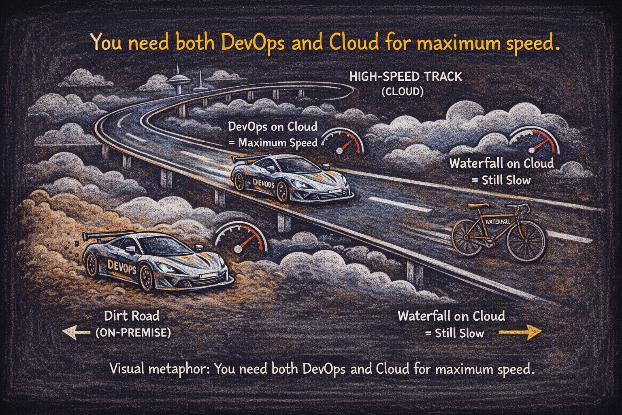 You need both DevOps and Cloud for maximum speed.
HIGH-SPEED TRACK
(CLOUD)
DevOps on Cloud
= Maximum Speed
DEVOPS
Waterfall on Cloud
= Still Slow
WATERFALL
DEVOPS
Dirt Road
(ON-PREMISE)
Waterfall on Cloud
= Still Slow
Visual metaphor: You need both DevOps and Cloud for maximum speed.